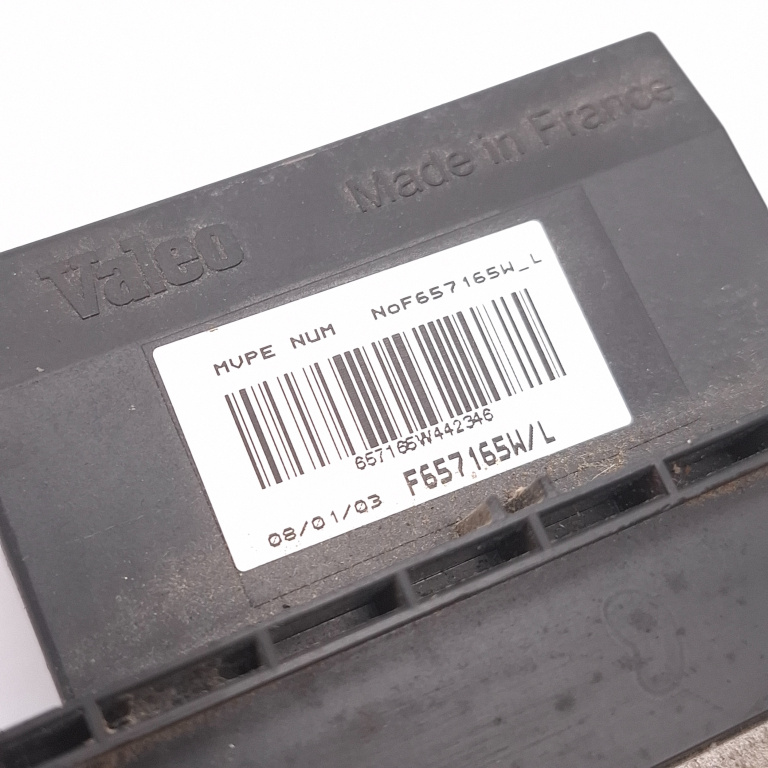 Valeo
Made in France
MVPE NUM NoF657165W_L
657165W442346
08/01/03 F657165W/L